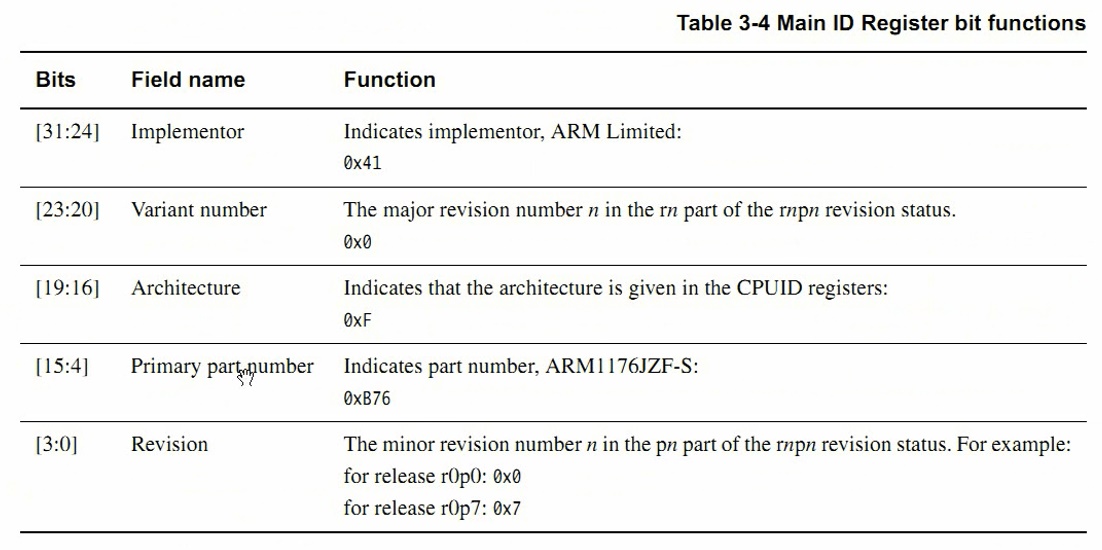 Table 3-4 Main ID Register bit functions
Bits Field name Function
[31:24] Implementor Indicates implementor, ARM Limited:
0x41
[23:20] Variant number The major revision number n in the rn part of the rnpn revision status.
0x0
[19:16] Architecture Indicates that the architecture is given in the CPUID registers:
0xF
[15:4] Primary part number Indicates part number, ARM1176JZF-S:
0xB76
[3:0] Revision The minor revision number n in the pn part of the rnpn revision status. For example:
for release r0p0: 0x0
for release r0p7: 0x7